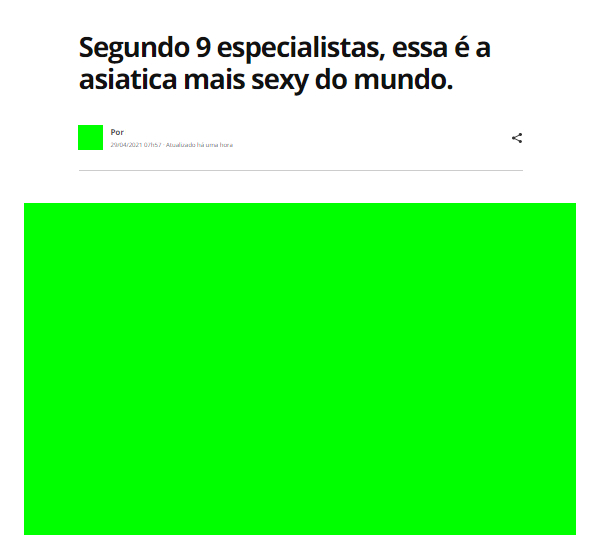 Segundo 9 especialistas, essa é a
asiatica mais sexy do mundo.
Por
29/04/2021 07h57 · Atualizado há uma hora